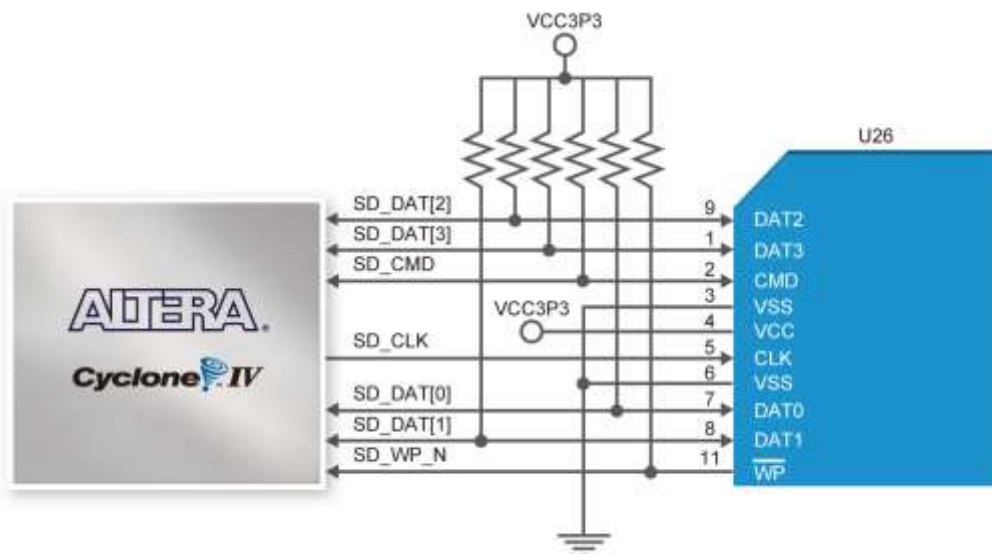 VCC3P3
U26
SD_DAT[2] 9 DAT2
SD_DAT[3] 1 DAT3
SD_CMD 2 CMD
3 VSS
VCC3P3 4 VCC
SD_CLK 5 CLK
6 VSS
SD_DAT[0] 7 DAT0
SD_DAT[1] 8 DAT1
SD_WP_N 11 WP
ALTERA.
Cyclone IV